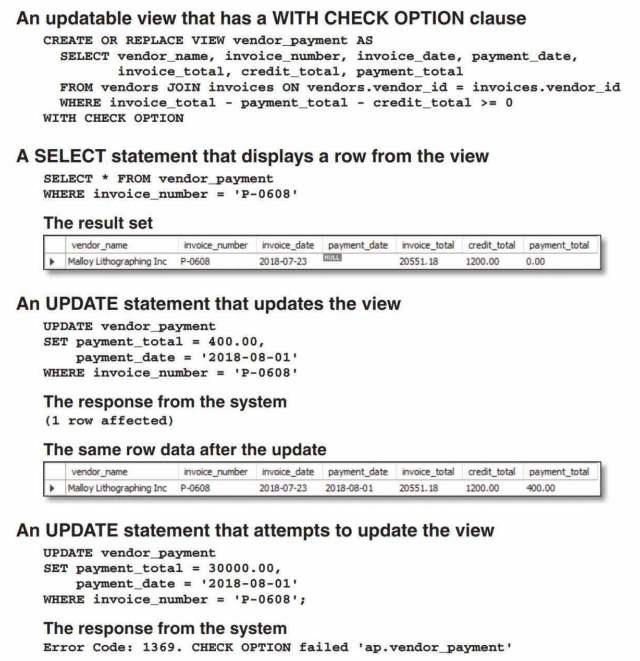 An updatable view that has a WITH CHECK OPTION clause
CREATE OR REPLACE VIEW vendor_payment AS
SELECT vendor_name, invoice_number, invoice_date, payment_date,
invoice_total, credit_total, payment_total
FROM vendors JOIN invoices ON vendors.vendor_id = invoices.vendor_id
WHERE invoice_total - payment_total - credit_total >= 0
WITH CHECK OPTION
A SELECT statement that displays a row from the view
SELECT * FROM vendor_payment
WHERE invoice_number = 'P-0608'
The result set
vendor_name invoice_number invoice_date payment_date invoice_total credit_total payment_total
Malloy Lithographing Inc P-0608 2018-07-23 NULL 20551.18 1200.00 0.00
An UPDATE statement that updates the view
UPDATE vendor_payment
SET payment_total = 400.00,
payment_date = '2018-08-01'
WHERE invoice_number = 'P-0608'
The response from the system
(1 row affected)
The same row data after the update
vendor_name invoice_number invoice_date payment_date invoice_total credit_total payment_total
Malloy Lithographing Inc P-0608 2018-07-23 2018-08-01 20551.18 1200.00 400.00
An UPDATE statement that attempts to update the view
UPDATE vendor_payment
SET payment_total = 30000.00,
payment_date = '2018-08-01'
WHERE invoice_number = 'P-0608';
The response from the system
Error Code: 1369. CHECK OPTION failed 'ap.vendor_payment'